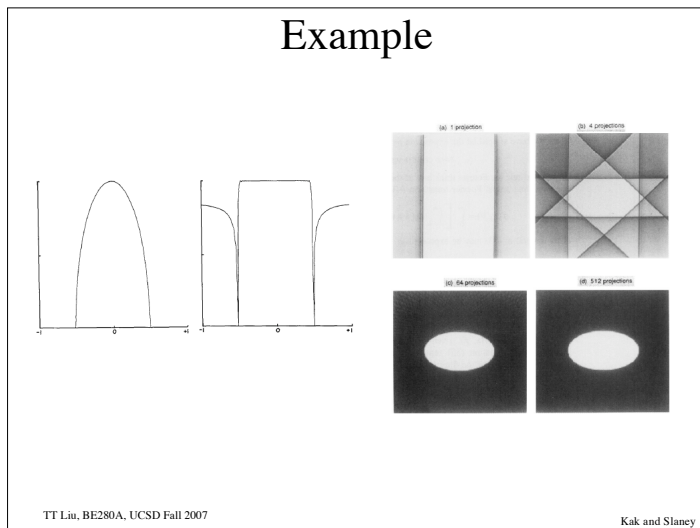 Example
(a) 1 projection
(b) 4 projections
-1 0 +1
-1 0 +1
(c) 64 projections
(d) 512 projections
TT Liu, BE280A, UCSD Fall 2007
Kak and Slaney